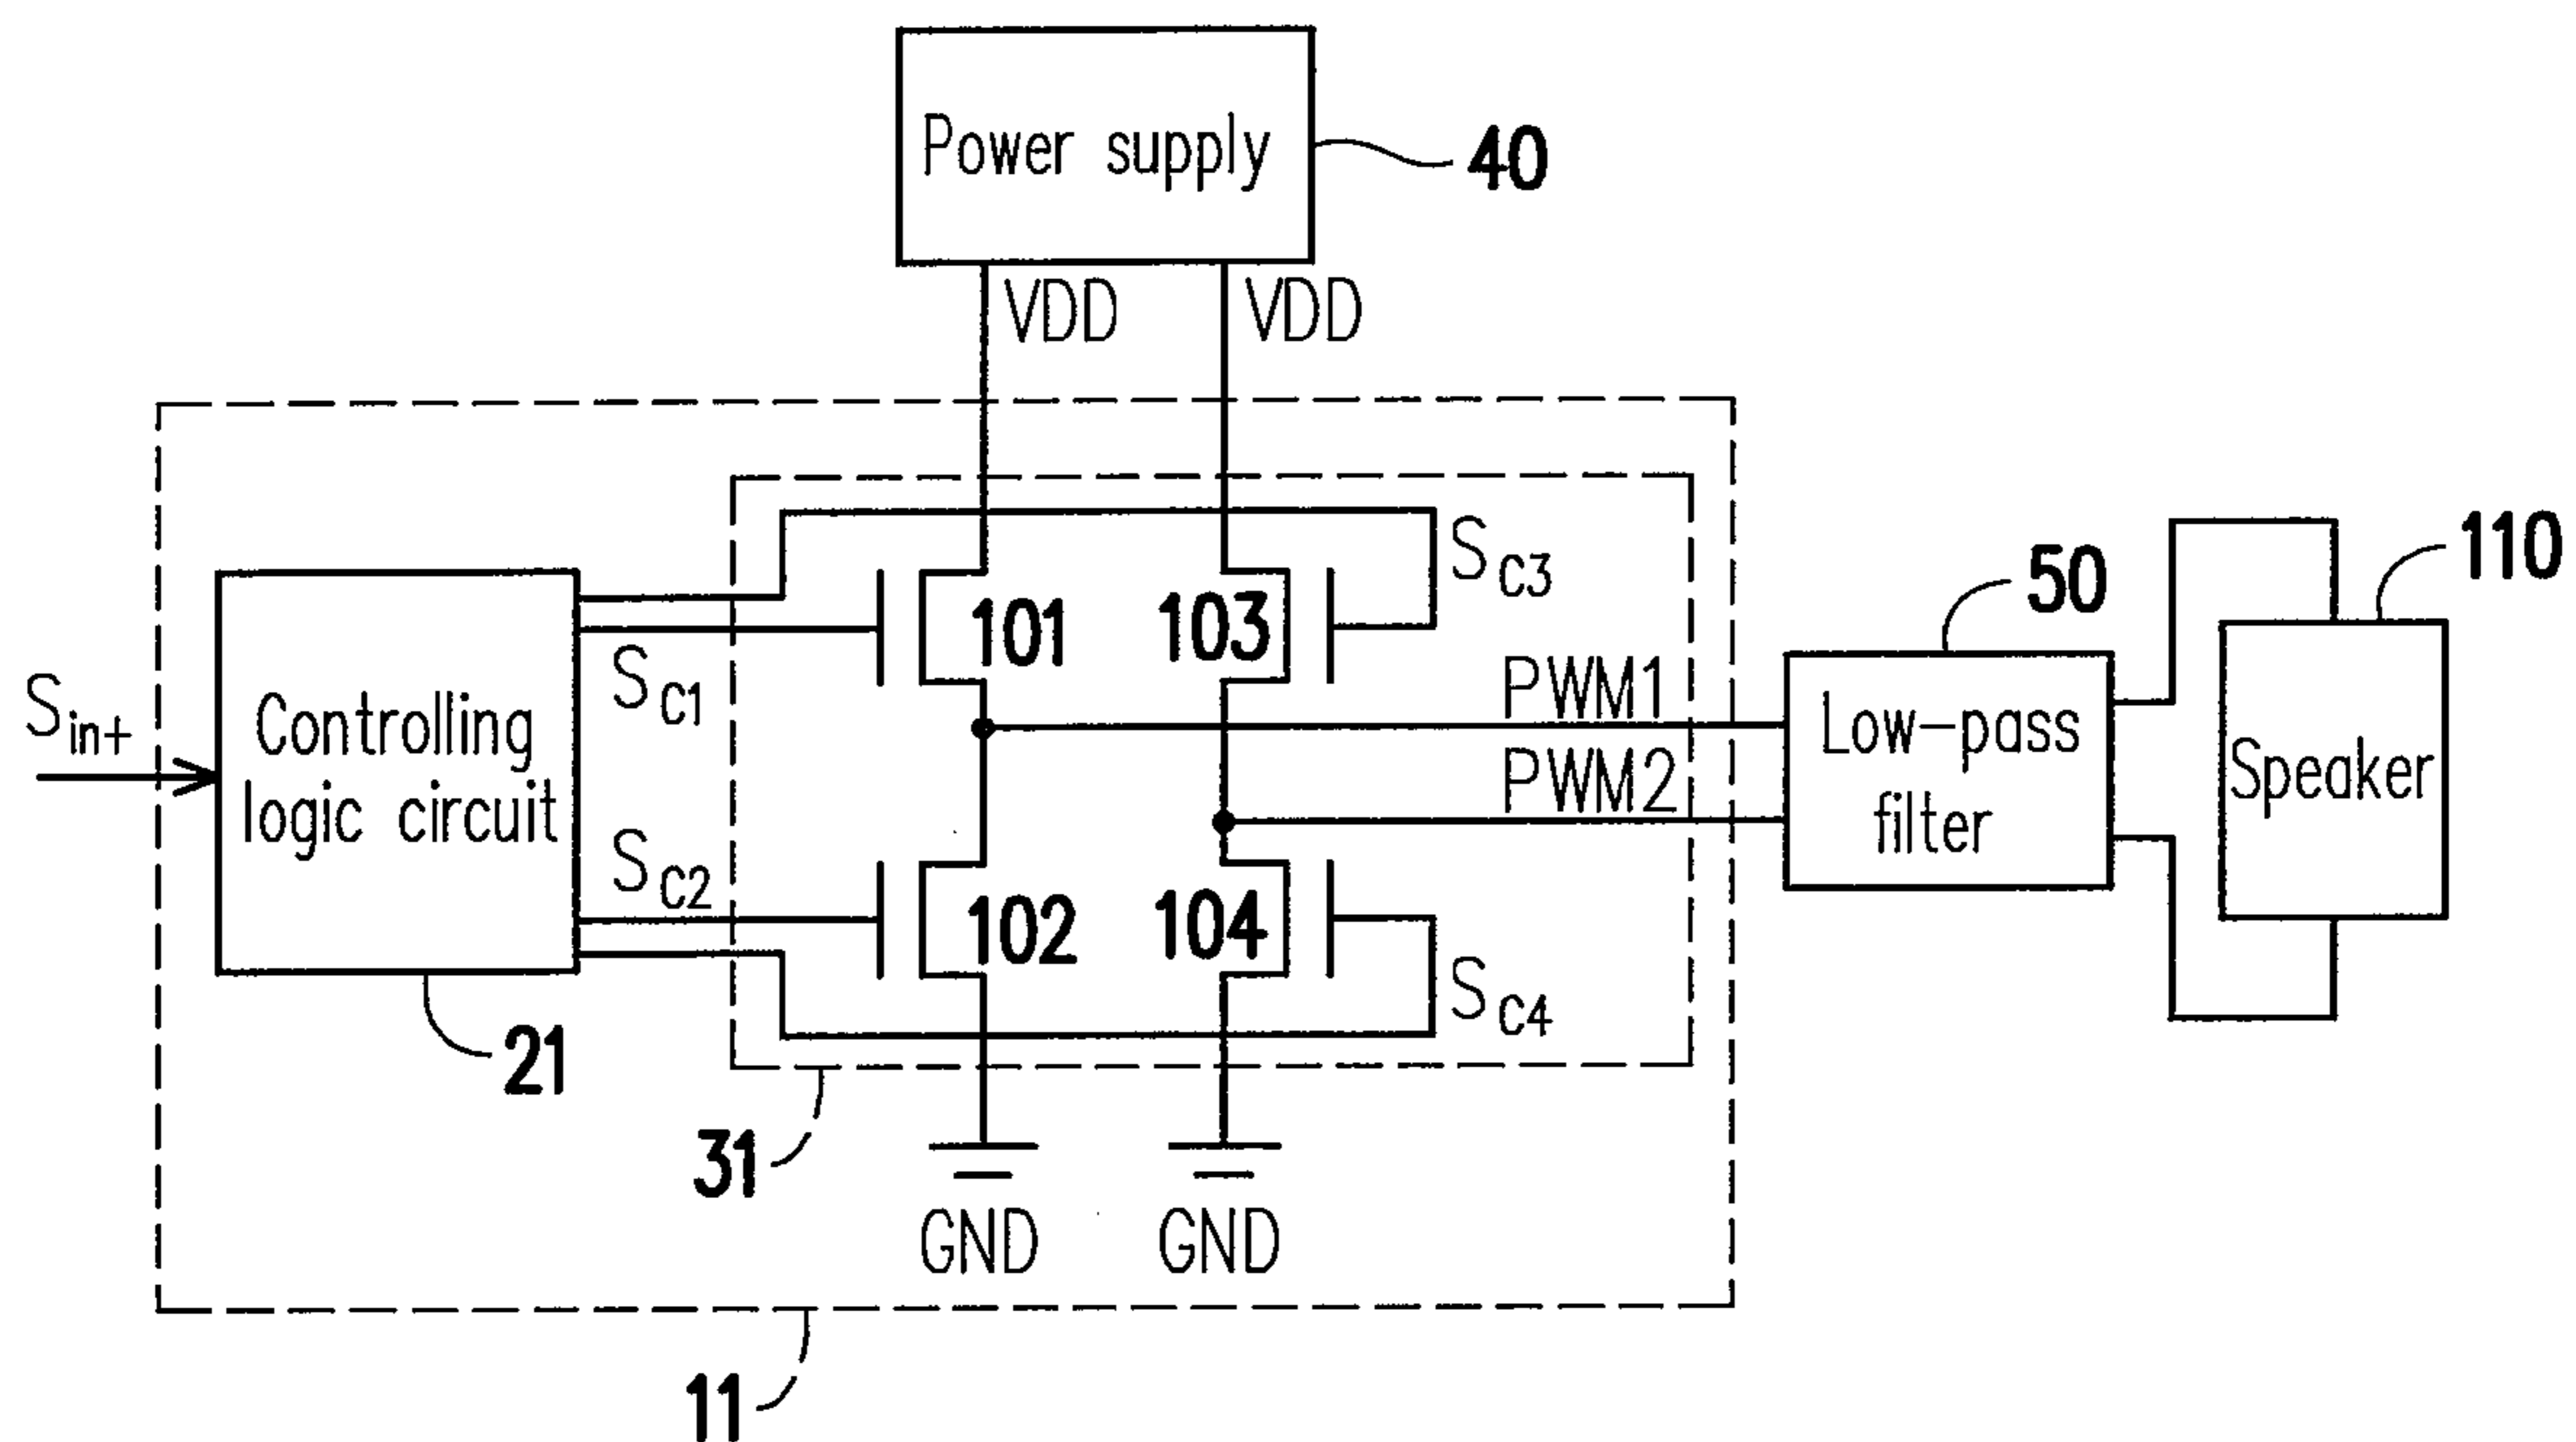 Power supply
40
VDD
VDD
Sin+
Controlling
logic circuit
21
SC1
SC2
SC3
SC4
101
103
102
104
PWM1
PWM2
31
GND
GND
11
50
Low-pass
filter
110
Speaker